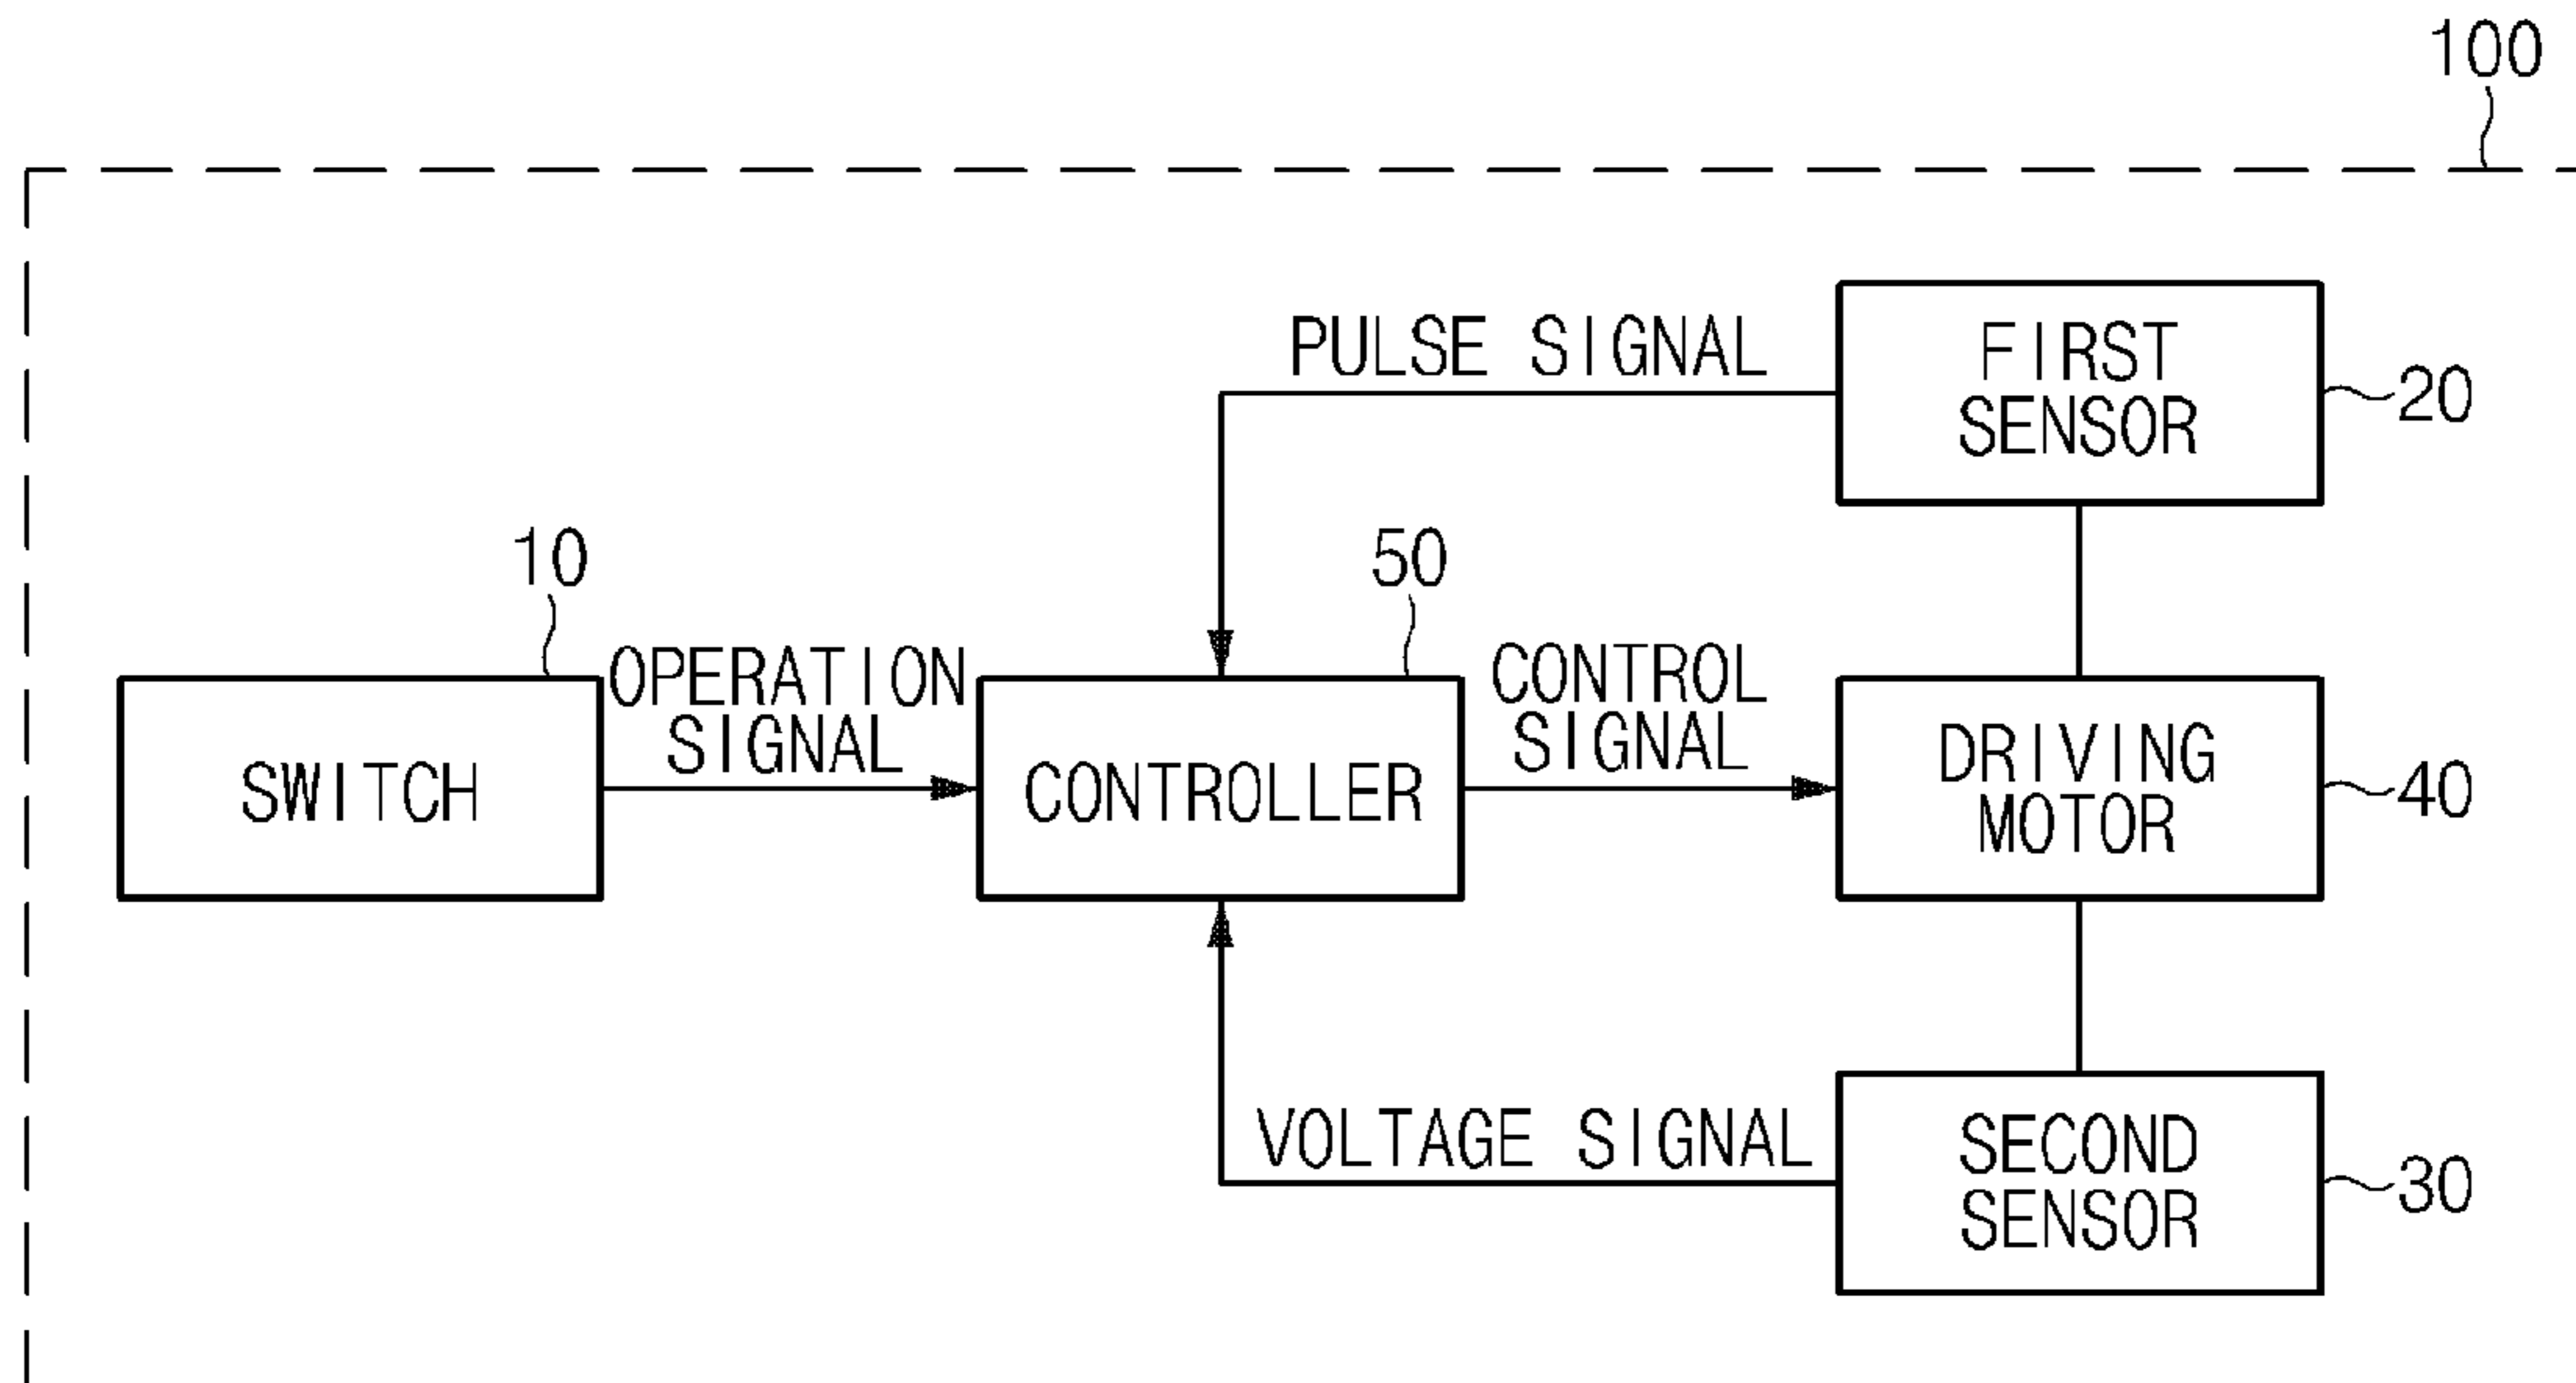 100
PULSE SIGNAL
FIRST
SENSOR
20
10
50
OPERATION
SIGNAL
CONTROL
SIGNAL
SWITCH
CONTROLLER
DRIVING
MOTOR
40
VOLTAGE SIGNAL
SECOND
SENSOR
30